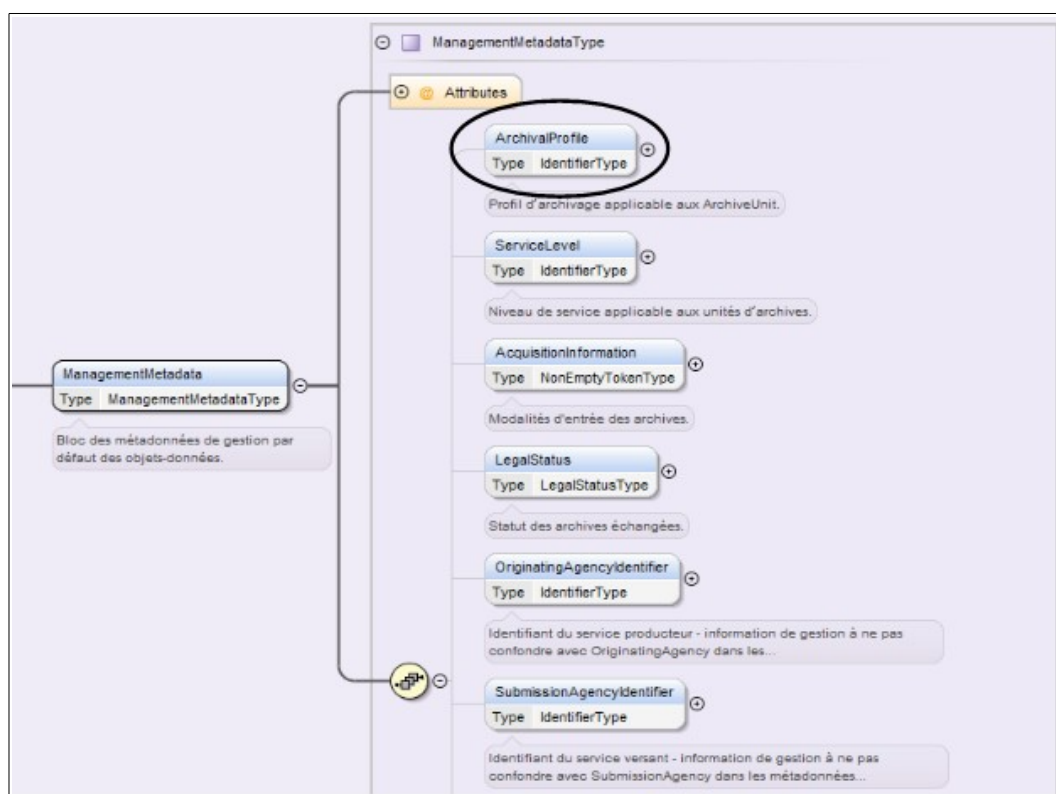 ManagementMetadataType
Attributes
ArchivalProfile
Type IdentifierType
Profil d'archivage applicable aux ArchiveUnit.
ServiceLevel
Type IdentifierType
Niveau de service applicable aux unités d'archives.
AcquisitionInformation
Type NonEmptyTokenType
Modalités d'entrée des archives.
ManagementMetadata
Type ManagementMetadataType
Bloc des métadonnées de gestion par
défaut des objets-données.
LegalStatus
Type LegalStatusType
Statut des archives échangées.
OriginatingAgencyIdentifier
Type IdentifierType
Identifiant du service producteur - information de gestion à ne pas
confondre avec OriginatingAgency dans les...
SubmissionAgencyIdentifier
Type IdentifierType
Identifiant du service versant - information de gestion à ne pas
confondre avec SubmissionAgency dans les métadonnées...